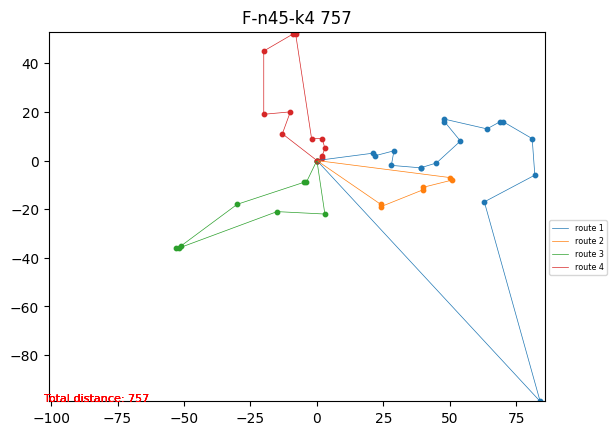 F-n45-k4 757
40
20
0
−20
−40
−60
−80
−100 −75 −50 −25 0 25 50 75
route 1
route 2
route 3
route 4
Total distance: 757